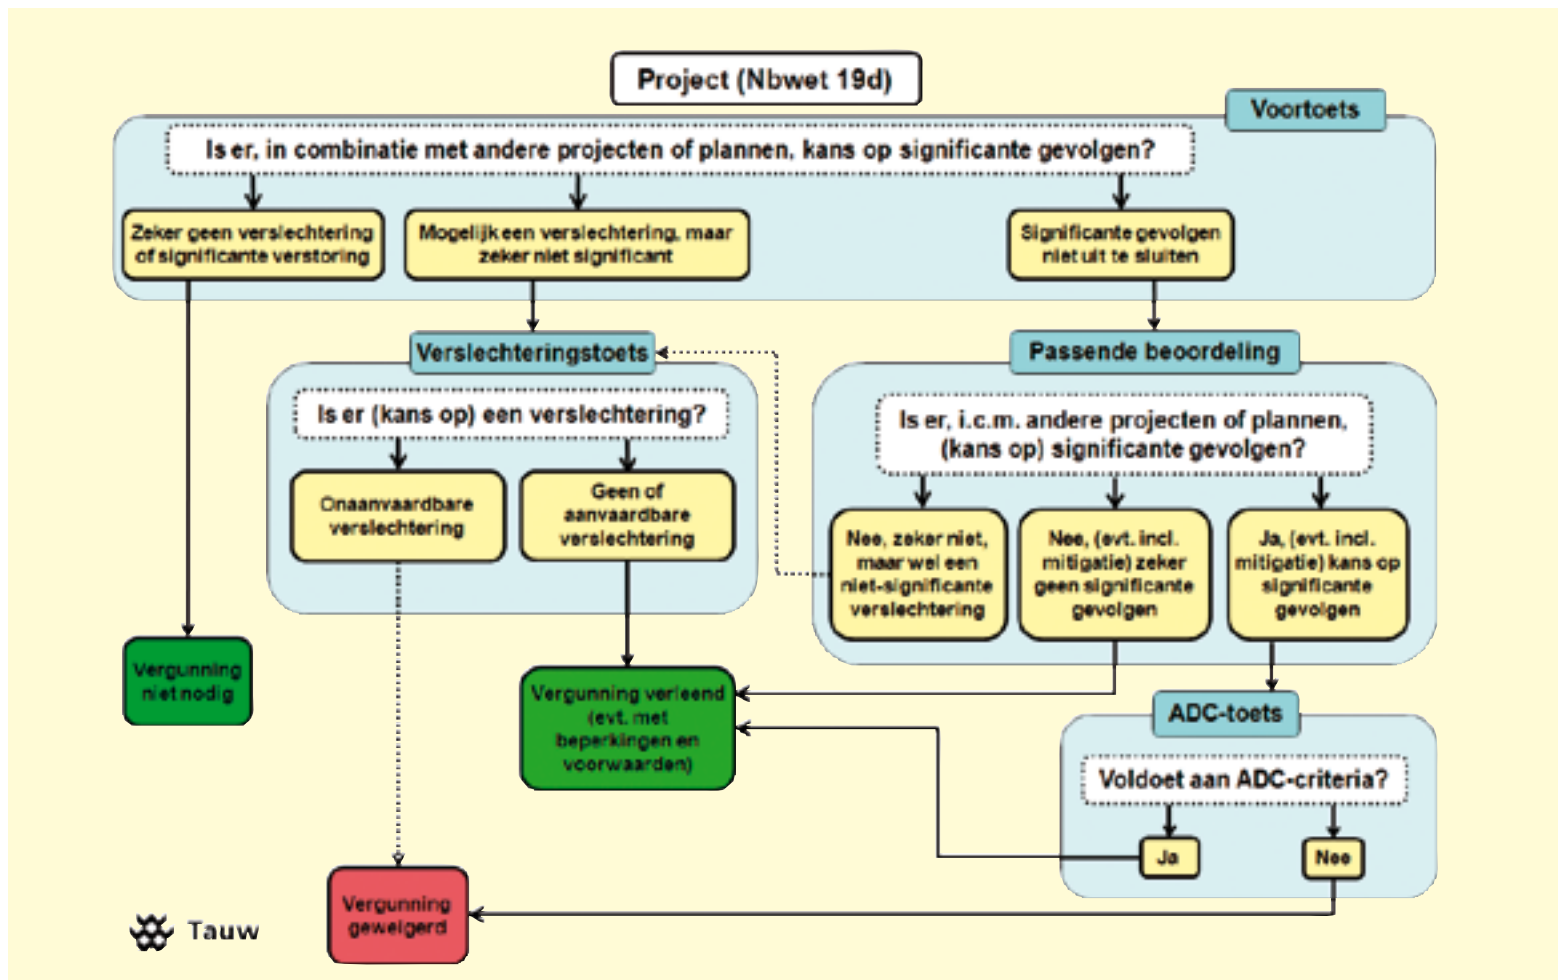 Project (Nbwet 19d)
Voortoets
Is er, in combinatie met andere projecten of plannen, kans op significante gevolgen?
Zeker geen verslechtering
of significante verstoring
Mogelijk een verslechtering, maar
zeker niet significant
Significante gevolgen
niet uit te sluiten
Verslechteringstoets
Is er (kans op) een verslechtering?
Onaanvaardbare
verslechtering
Geen of
aanvaardbare
verslechtering
Passende beoordeling
Is er, i.c.m. andere projecten of plannen,
(kans op) significante gevolgen?
Nee, zeker niet,
maar wel een
niet-significante
verslechtering
Nee, (evt. incl.
mitigatie) zeker
geen significante
gevolgen
Ja, (evt. incl.
mitigatie) kans op
significante
gevolgen
Vergunning
niet nodig
Vergunning verleend
(evt. met
beperkingen en
voorwaarden)
ADC-toets
Voldoet aan ADC-criteria?
Ja
Nee
Vergunning
geweigerd
Tauw